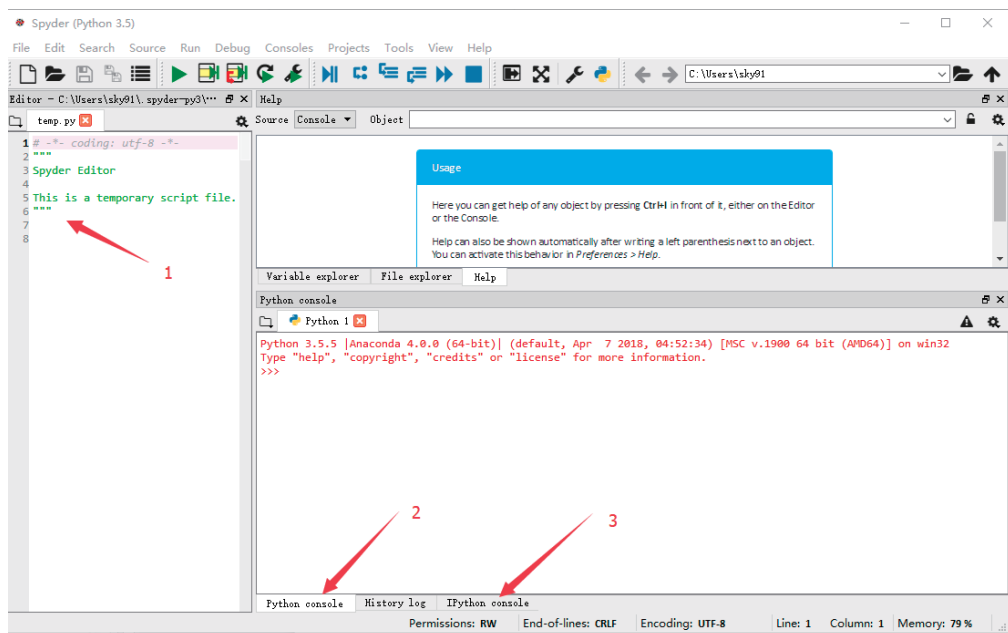 Spyder (Python 3.5)
File Edit Search Source Run Debug Consoles Projects Tools View Help
C:\Users\sky91
Editor - C:\Users\sky91\.spyder-py3\...
Help
temp.py
Source Console Object
1 # -*- coding: utf-8 -*-
2 """
3 Spyder Editor
4
5 This is a temporary script file.
6 """
7
8
1
Usage
Here you can get help of any object by pressing Ctrl+I in front of it, either on the Editor
or the Console.
Help can also be shown automatically after writing a left parenthesis next to an object.
You can activate this behavior in Preferences > Help.
Variable explorer File explorer Help
Python console
Python 1
Python 3.5.5 |Anaconda 4.0.0 (64-bit)| (default, Apr  7 2018, 04:52:34) [MSC v.1900 64 bit (AMD64)] on win32
Type "help", "copyright", "credits" or "license" for more information.
>>>
2
3
Python console History log IPython console
Permissions: RW End-of-lines: CRLF Encoding: UTF-8 Line: 1 Column: 1 Memory: 79 %